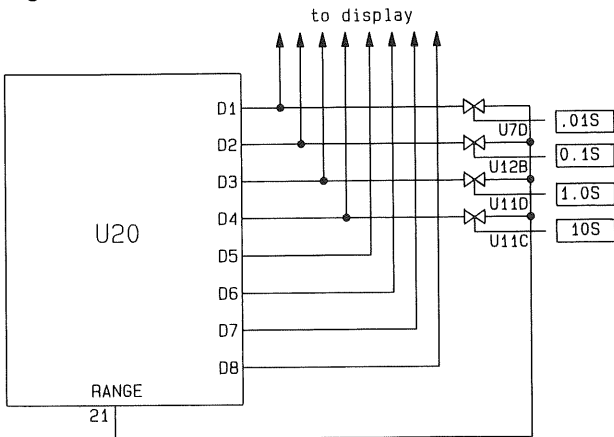 to display
D1
U7D
.01S
D2
U12B
0.1S
D3
U11D
1.0S
D4
U11C
10S
U20
D5
D6
D7
D8
RANGE
21